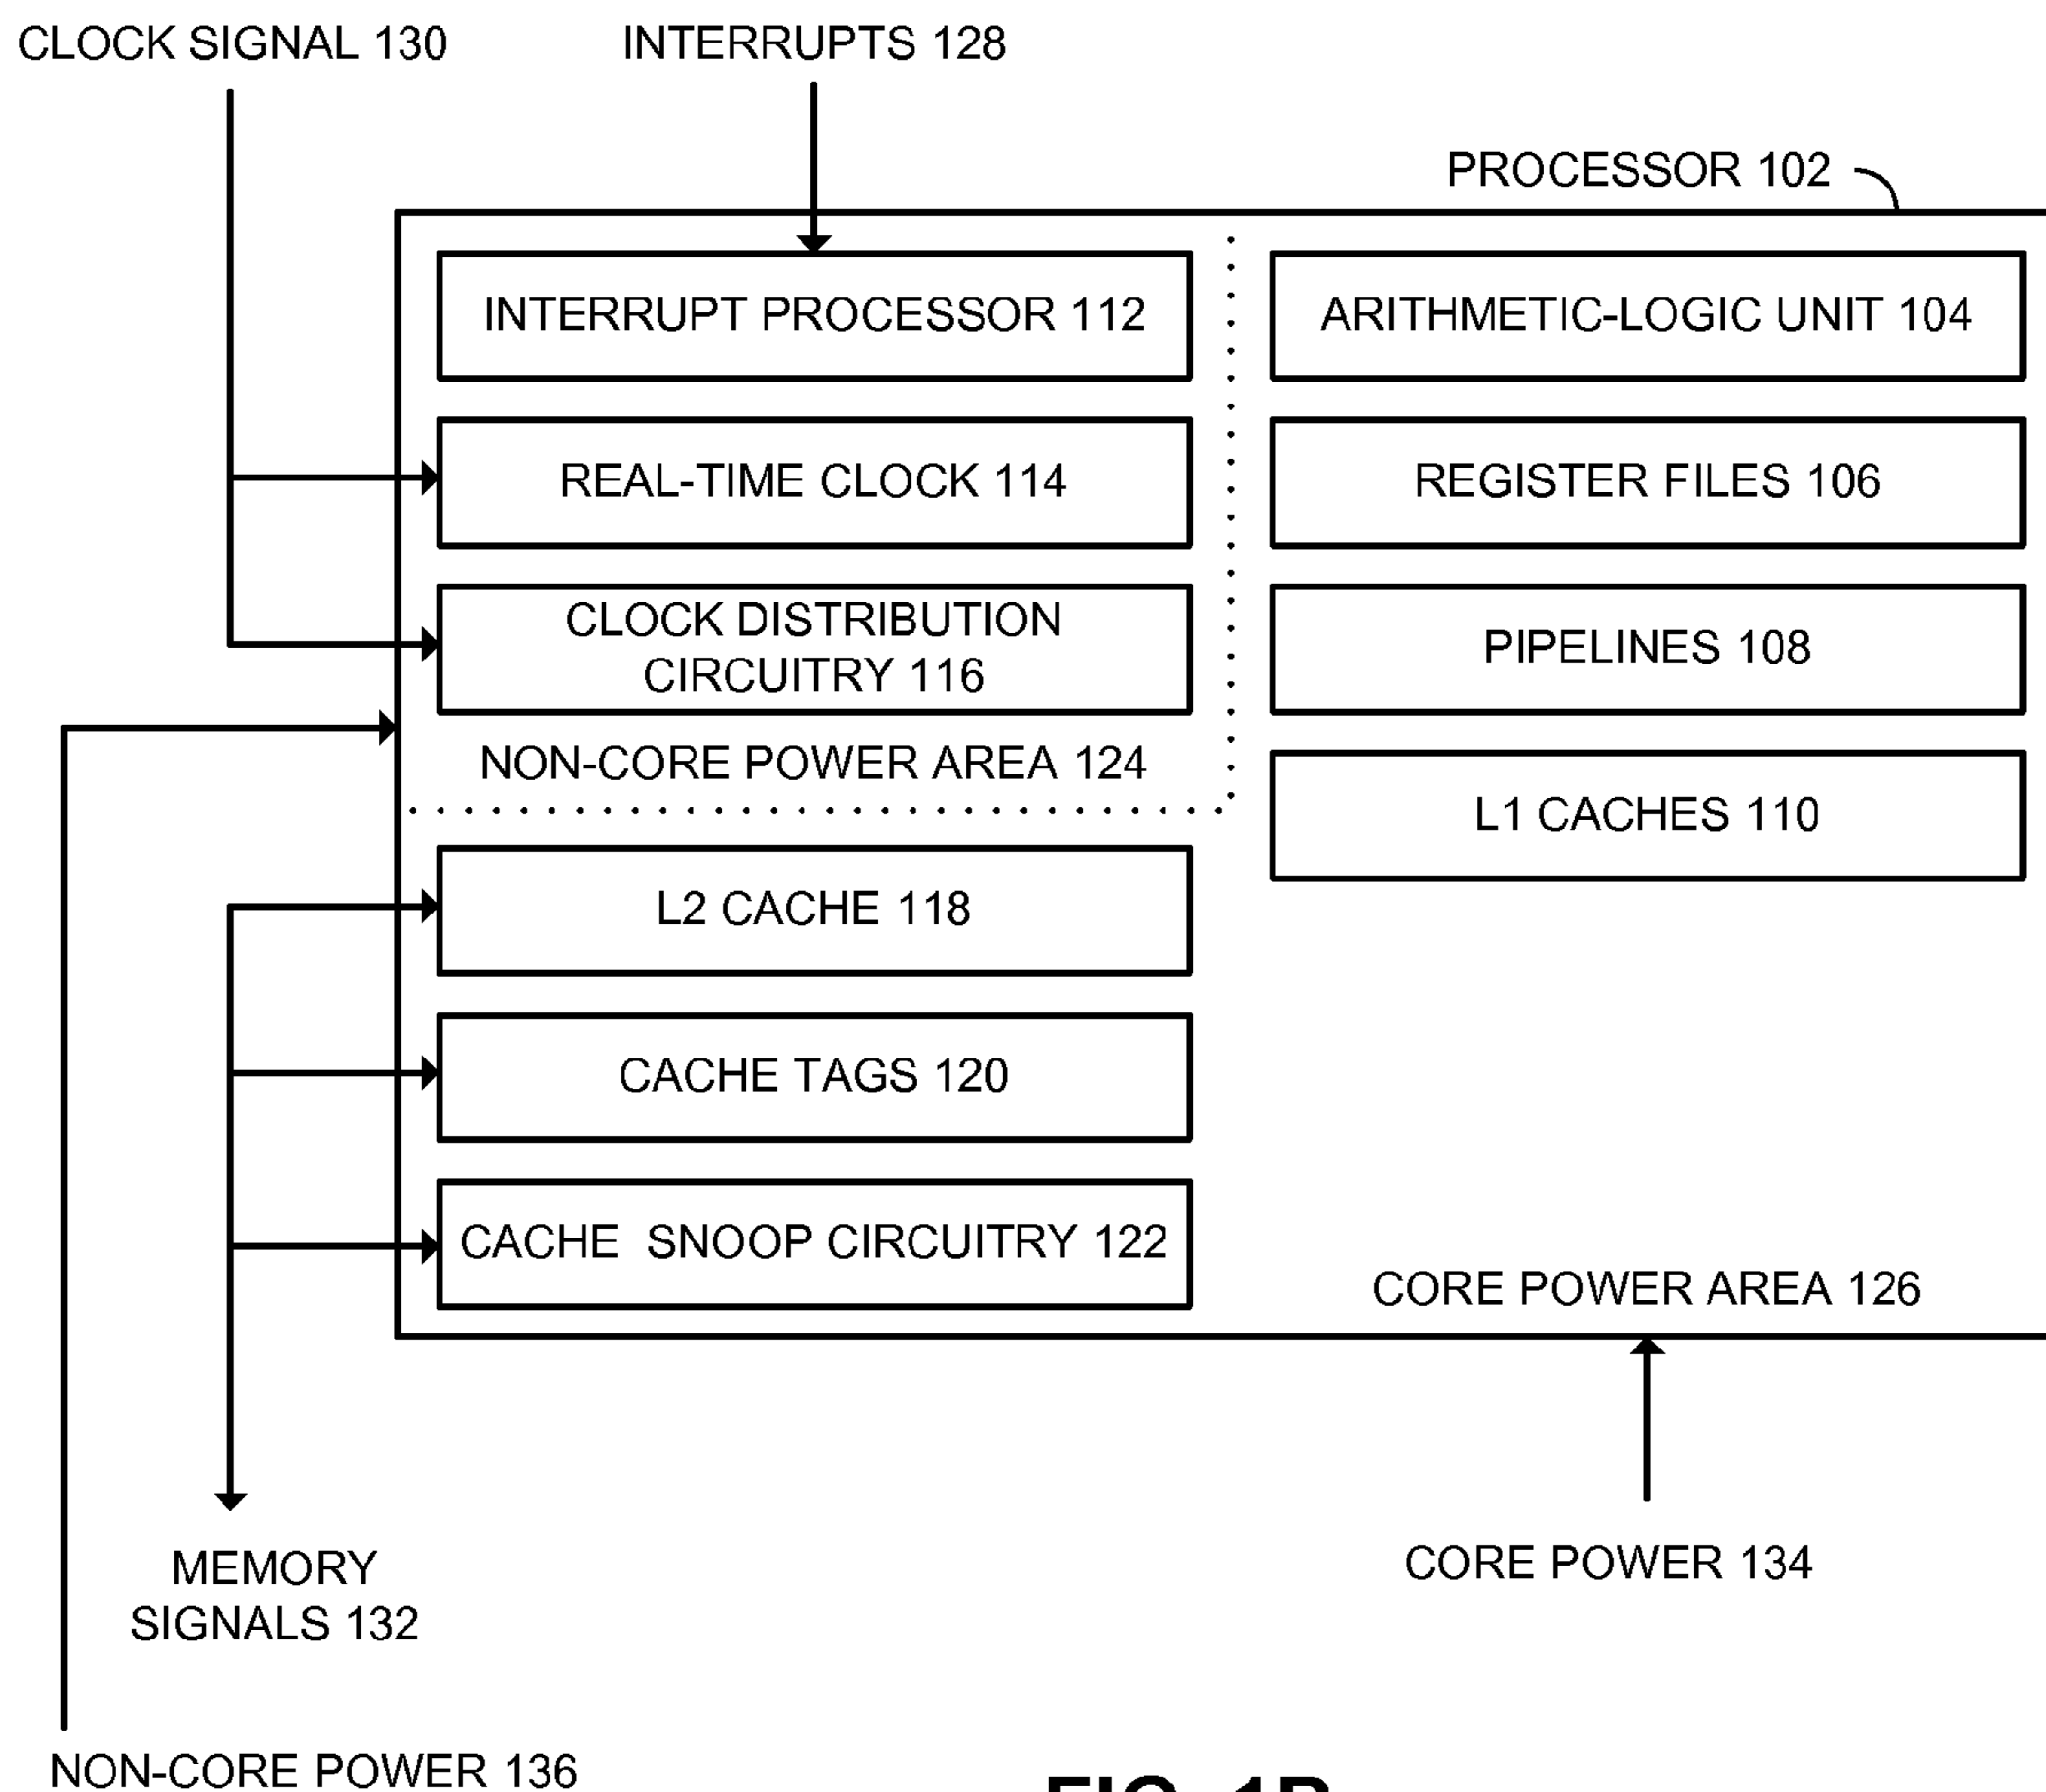 CLOCK SIGNAL 130
INTERRUPTS 128
PROCESSOR 102
INTERRUPT PROCESSOR 112
ARITHMETIC-LOGIC UNIT 104
REAL-TIME CLOCK 114
REGISTER FILES 106
CLOCK DISTRIBUTION
CIRCUITRY 116
PIPELINES 108
NON-CORE POWER AREA 124
L1 CACHES 110
L2 CACHE 118
CACHE TAGS 120
CACHE SNOOP CIRCUITRY 122
CORE POWER AREA 126
MEMORY
SIGNALS 132
CORE POWER 134
NON-CORE POWER 136